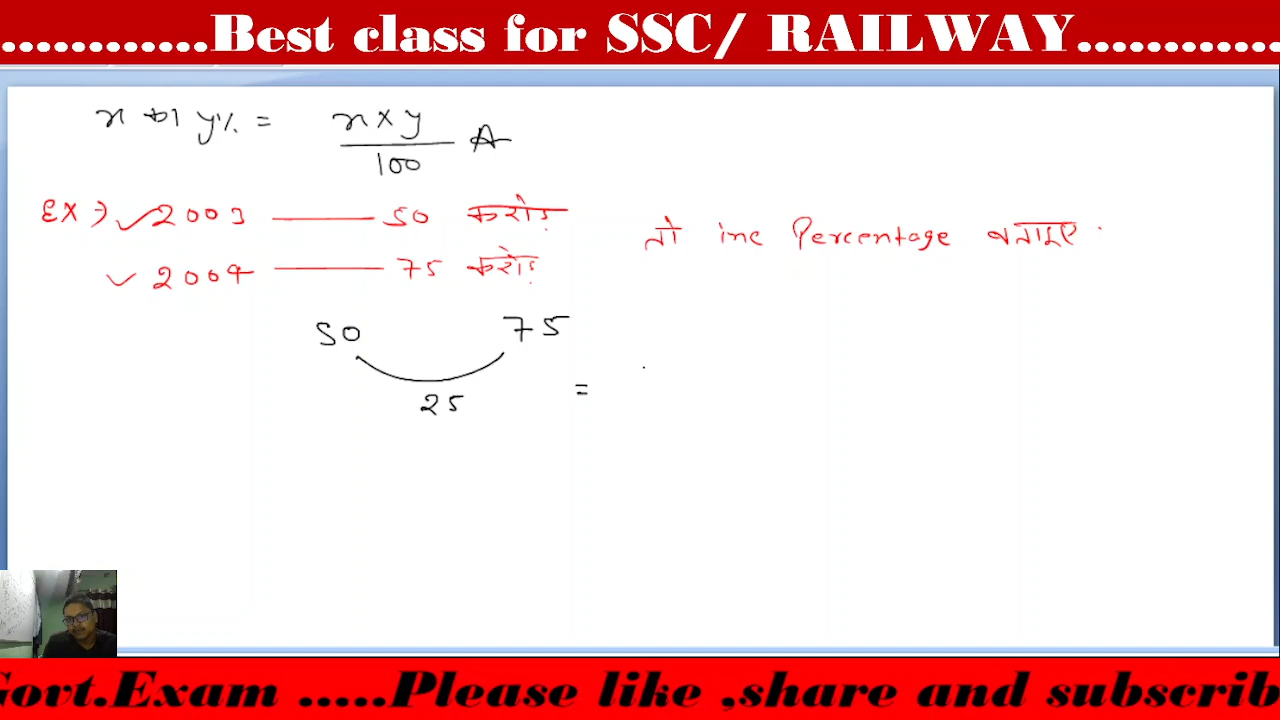 ............Best class for SSC/ RAILWAY............
x का y% = x × y / 100 A
Ex → ✓2003 —— 50 करोड़
✓ 2004 —— 75 करोड़
तो inc Percentage बताइए .
50 75
25 =
Govt.Exam .....Please like ,share and subscrib